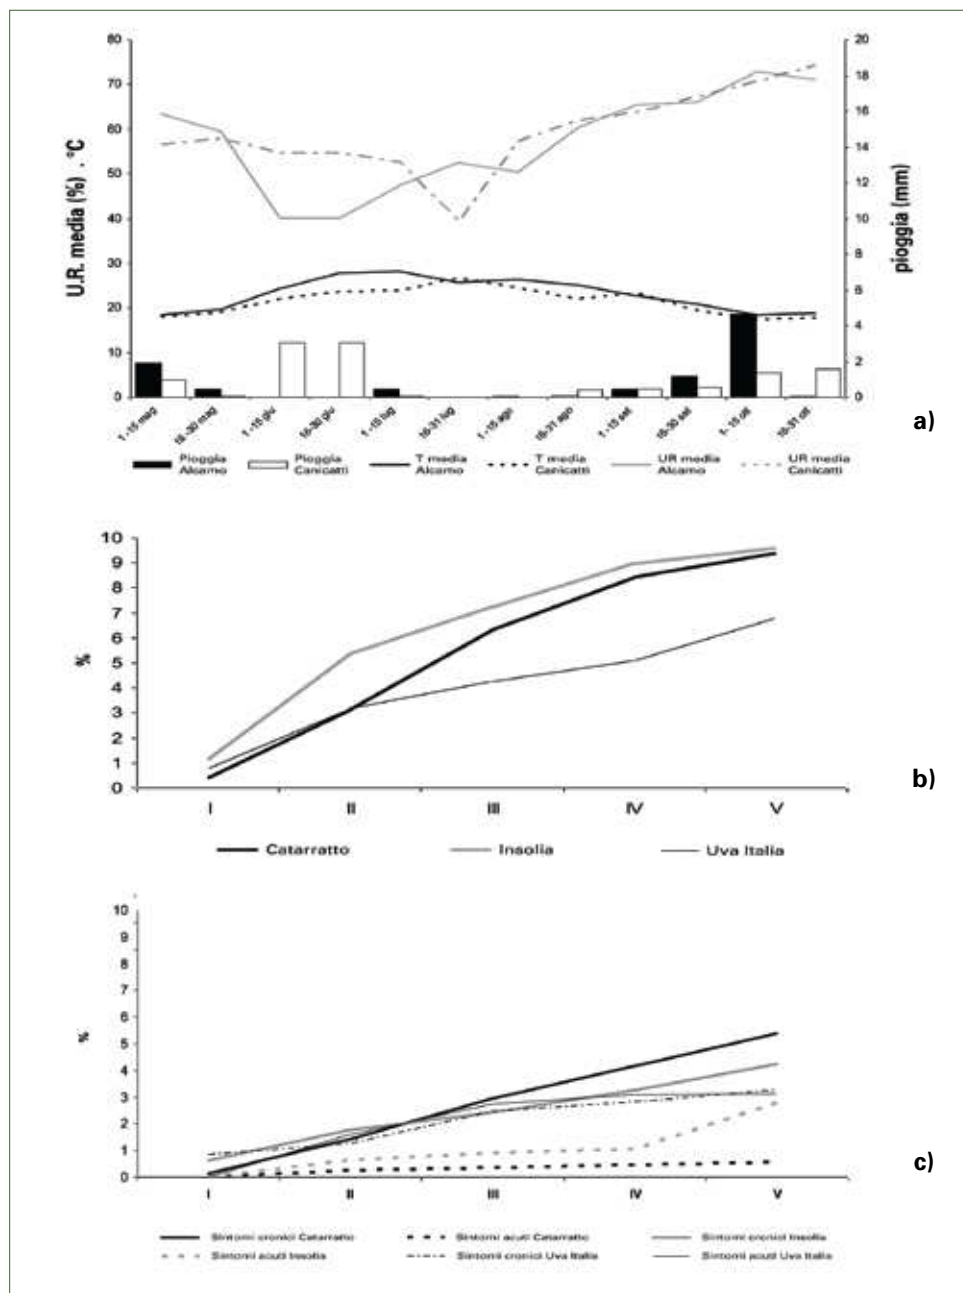 80
70
60
50
40
30
20
10
0
U.R. media (%) . °C
20
18
16
14
12
10
8
6
4
2
0
pioggia (mm)
1 -15 mag
16 -30 mag
1 -15 giu
16-30 giu
1 -15 lug
16-31 lug
1 -15 ago
16-31 ago
1 -15 set
16-30 set
1- 15 ott
16-31 ott
a)
Pioggia Alcamo
Pioggia Canicatti
T media Alcamo
T media Canicatti
UR media Alcamo
UR media Canicatti
10
9
8
7
6
5
4
3
2
1
0
%
I II III IV V
b)
Catarratto Insolia Uva Italia
10
9
8
7
6
5
4
3
2
1
0
%
I II III IV V
c)
Sintomi cronici Catarratto Sintomi acuti Catarratto Sintomi cronici Insolia
Sintomi acuti Insolia Sintomi cronici Uva Italia Sintomi acuti Uva Italia